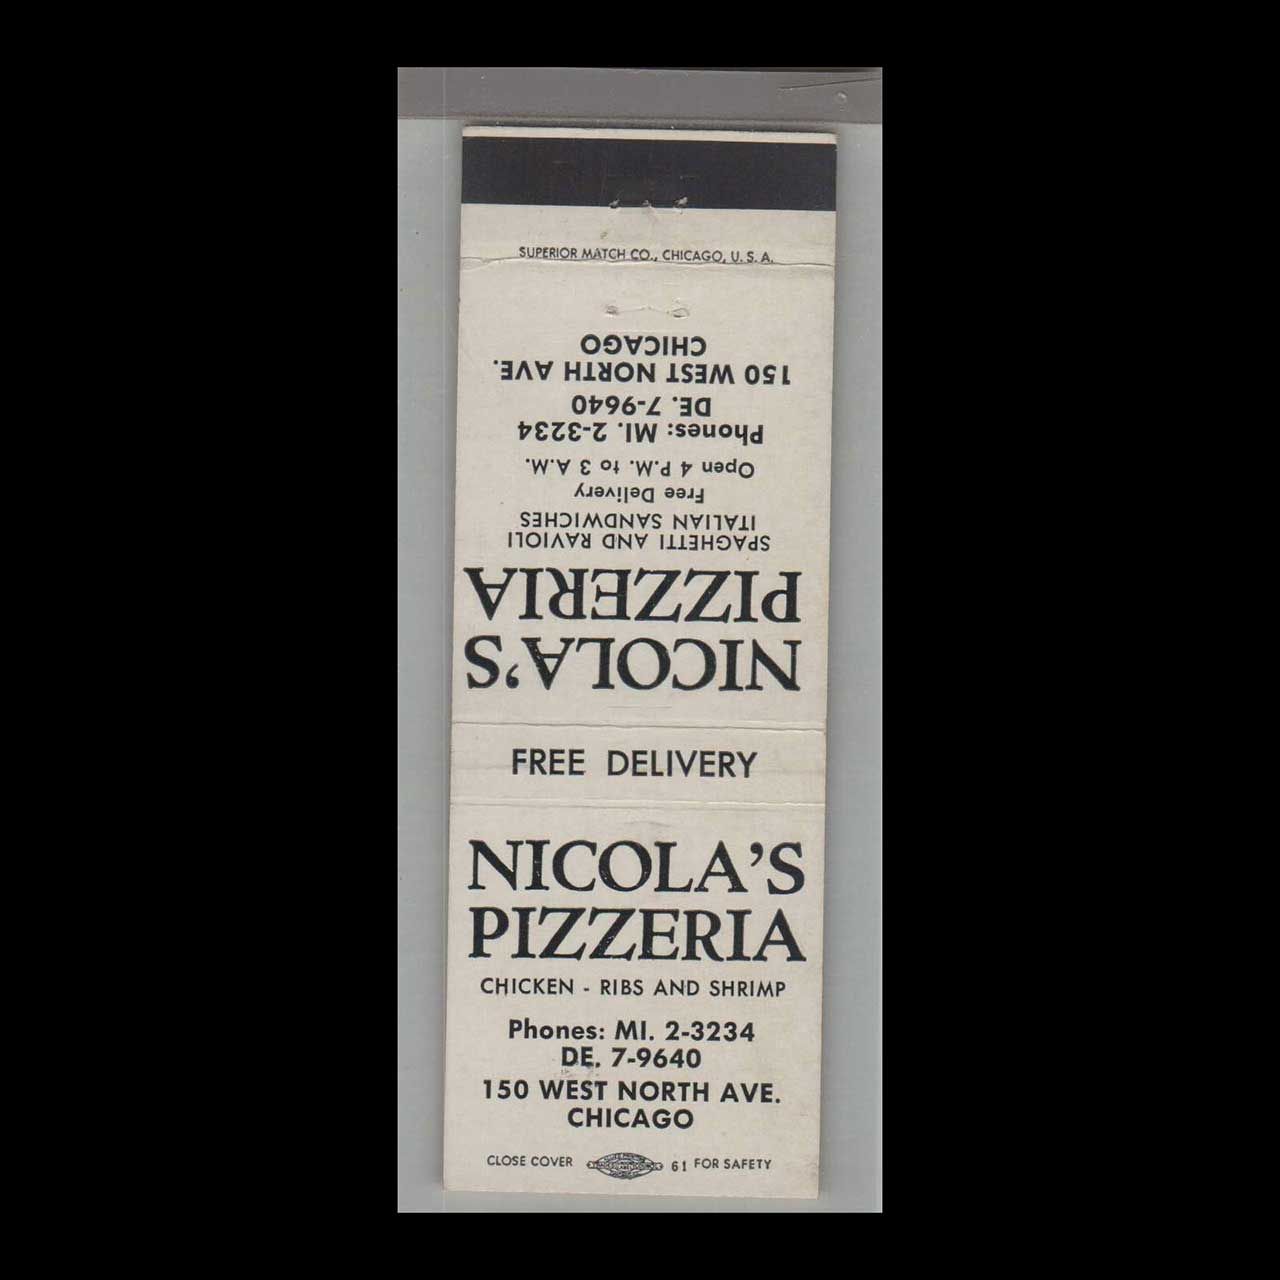 SUPERIOR MATCH CO., CHICAGO, U. S. A.
NICOLA'S
PIZZERIA
SPAGHETTI AND RAVIOLI
ITALIAN SANDWICHES
Free Delivery
Open 4 P.M. to 3 A.M.
Phones: MI. 2-3234
DE. 7-9640
150 WEST NORTH AVE.
CHICAGO
FREE DELIVERY
NICOLA'S
PIZZERIA
CHICKEN - RIBS AND SHRIMP
Phones: MI. 2-3234
DE. 7-9640
150 WEST NORTH AVE.
CHICAGO
CLOSE COVER 61 FOR SAFETY